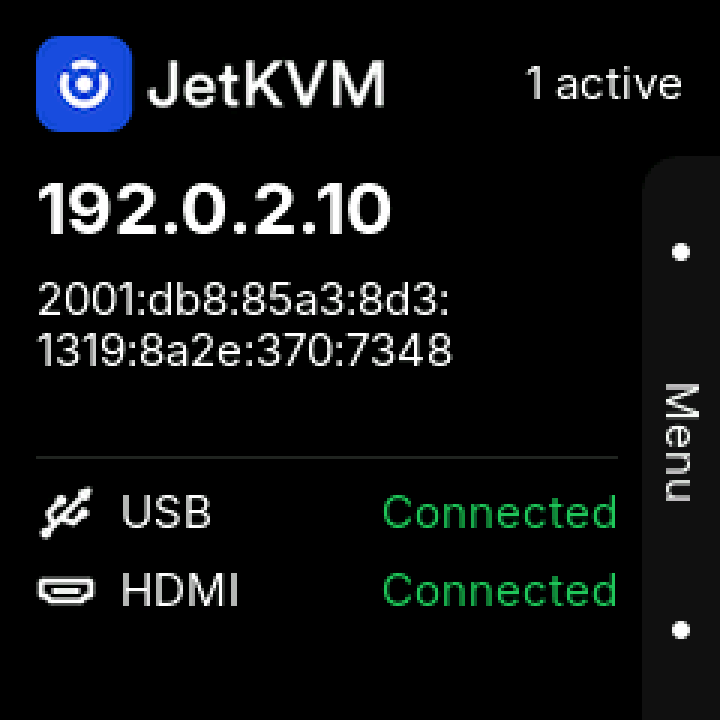 JetKVM
1 active
192.0.2.10
2001:db8:85a3:8d3:
1319:8a2e:370:7348
USB Connected
HDMI Connected
Menu